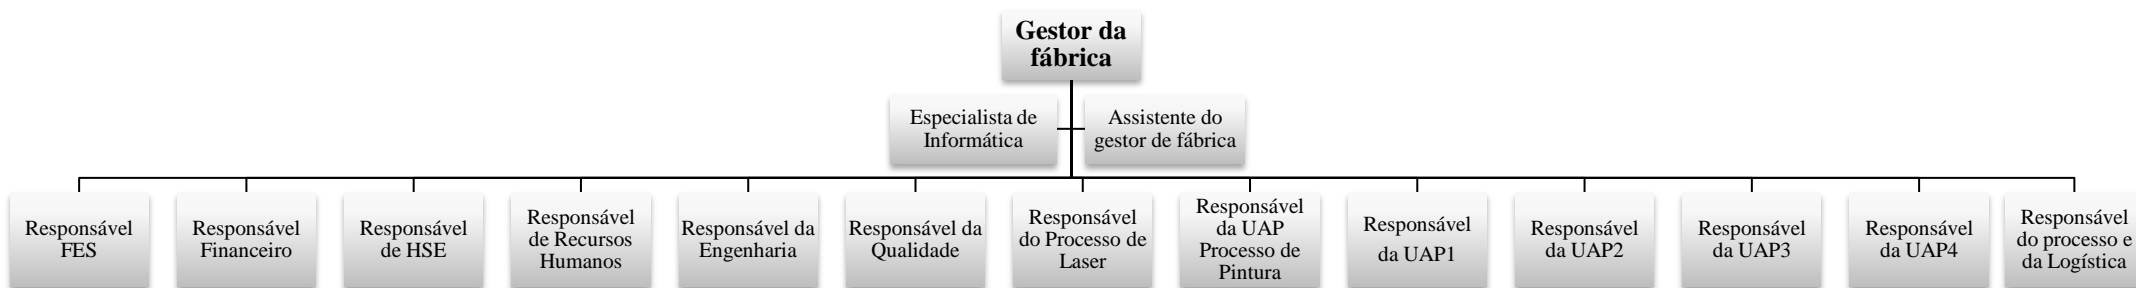 Gestor da
fábrica
Especialista de
Informática
Assistente do
gestor de fábrica
Responsável
FES
Responsável
Financeiro
Responsável
de HSE
Responsável
de Recursos
Humanos
Responsável da
Engenharia
Responsável da
Qualidade
Responsável
do Processo de
Laser
Responsável
da UAP
Processo de
Pintura
Responsável
da UAP1
Responsável
da UAP2
Responsável
da UAP3
Responsável
da UAP4
Responsável
do processo e
da Logística